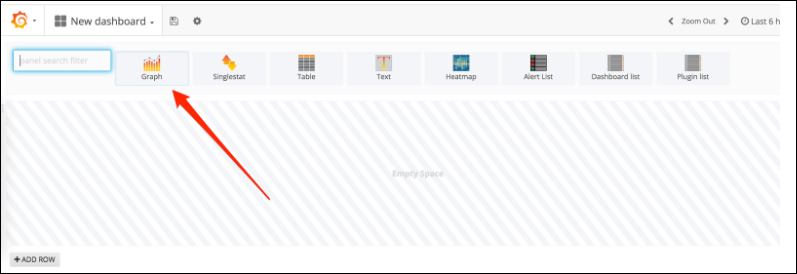 New dashboard
Zoom Out
Last 6 h
panel search filter
Graph
Singlestat
Table
Text
Heatmap
Alert List
Dashboard list
Plugin list
Empty Space
+ ADD ROW